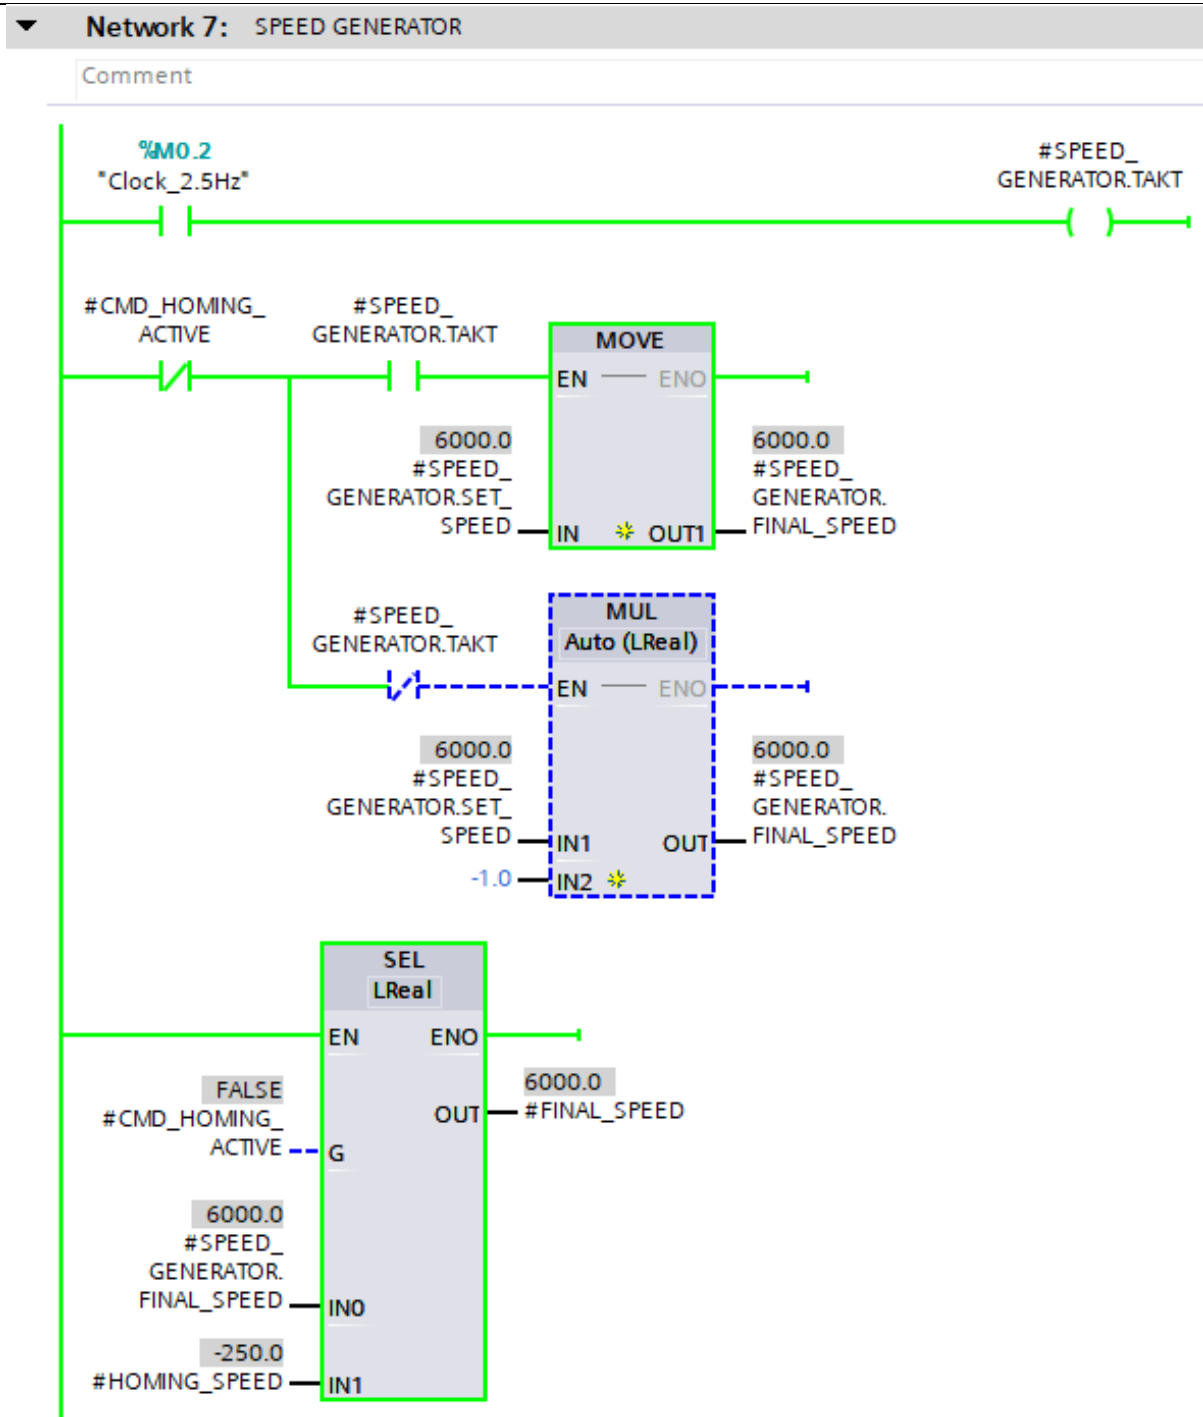 Network 7: SPEED GENERATOR
Comment
%M0.2
"Clock_2.5Hz"
#SPEED_
GENERATOR.TAKT
#CMD_HOMING_
ACTIVE
#SPEED_
GENERATOR.TAKT
MOVE
EN ENO
6000.0
#SPEED_
GENERATOR.SET_
SPEED
IN OUT1
6000.0
#SPEED_
GENERATOR.
FINAL_SPEED
#SPEED_
GENERATOR.TAKT
MUL
Auto (LReal)
EN ENO
6000.0
#SPEED_
GENERATOR.SET_
SPEED
IN1 OUT
6000.0
#SPEED_
GENERATOR.
FINAL_SPEED
-1.0 IN2
SEL
LReal
EN ENO
FALSE
#CMD_HOMING_
ACTIVE
G
OUT
6000.0
#FINAL_SPEED
6000.0
#SPEED_
GENERATOR.
FINAL_SPEED
IN0
-250.0
#HOMING_SPEED
IN1